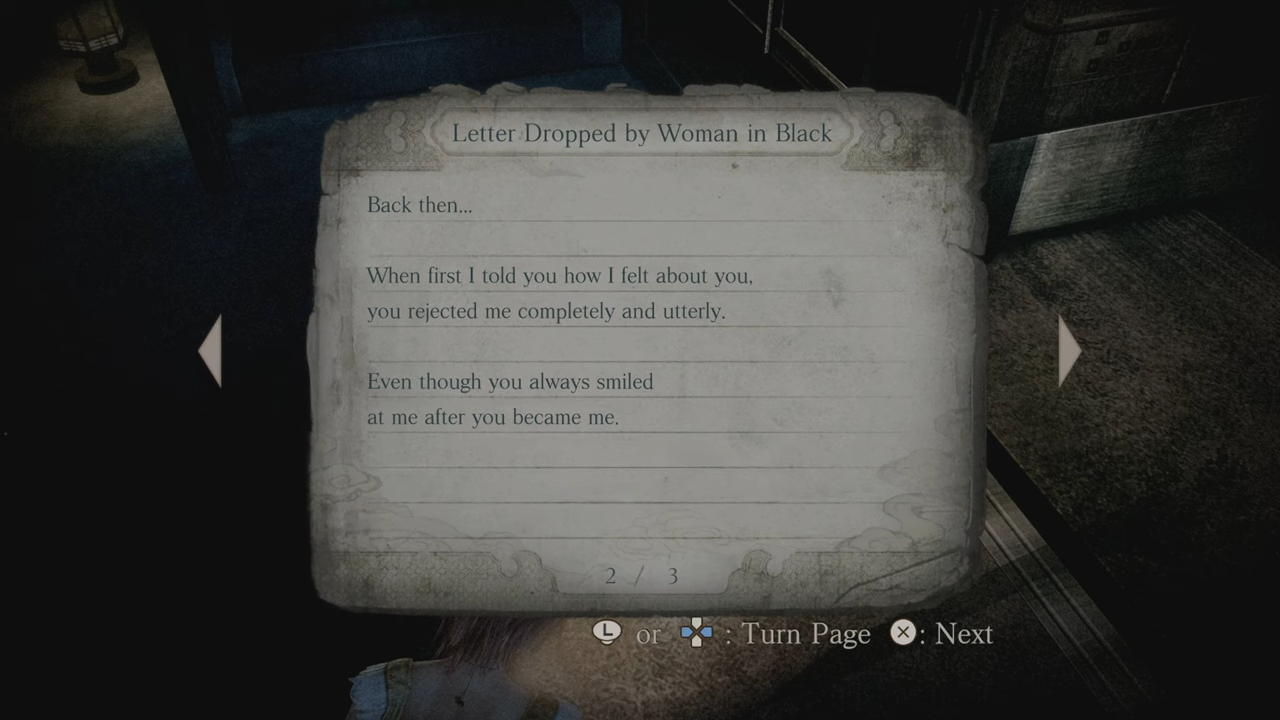 Letter Dropped by Woman in Black
Back then...
When first I told you how I felt about you,
you rejected me completely and utterly.
Even though you always smiled
at me after you became me.
2 / 3
L or : Turn Page X: Next